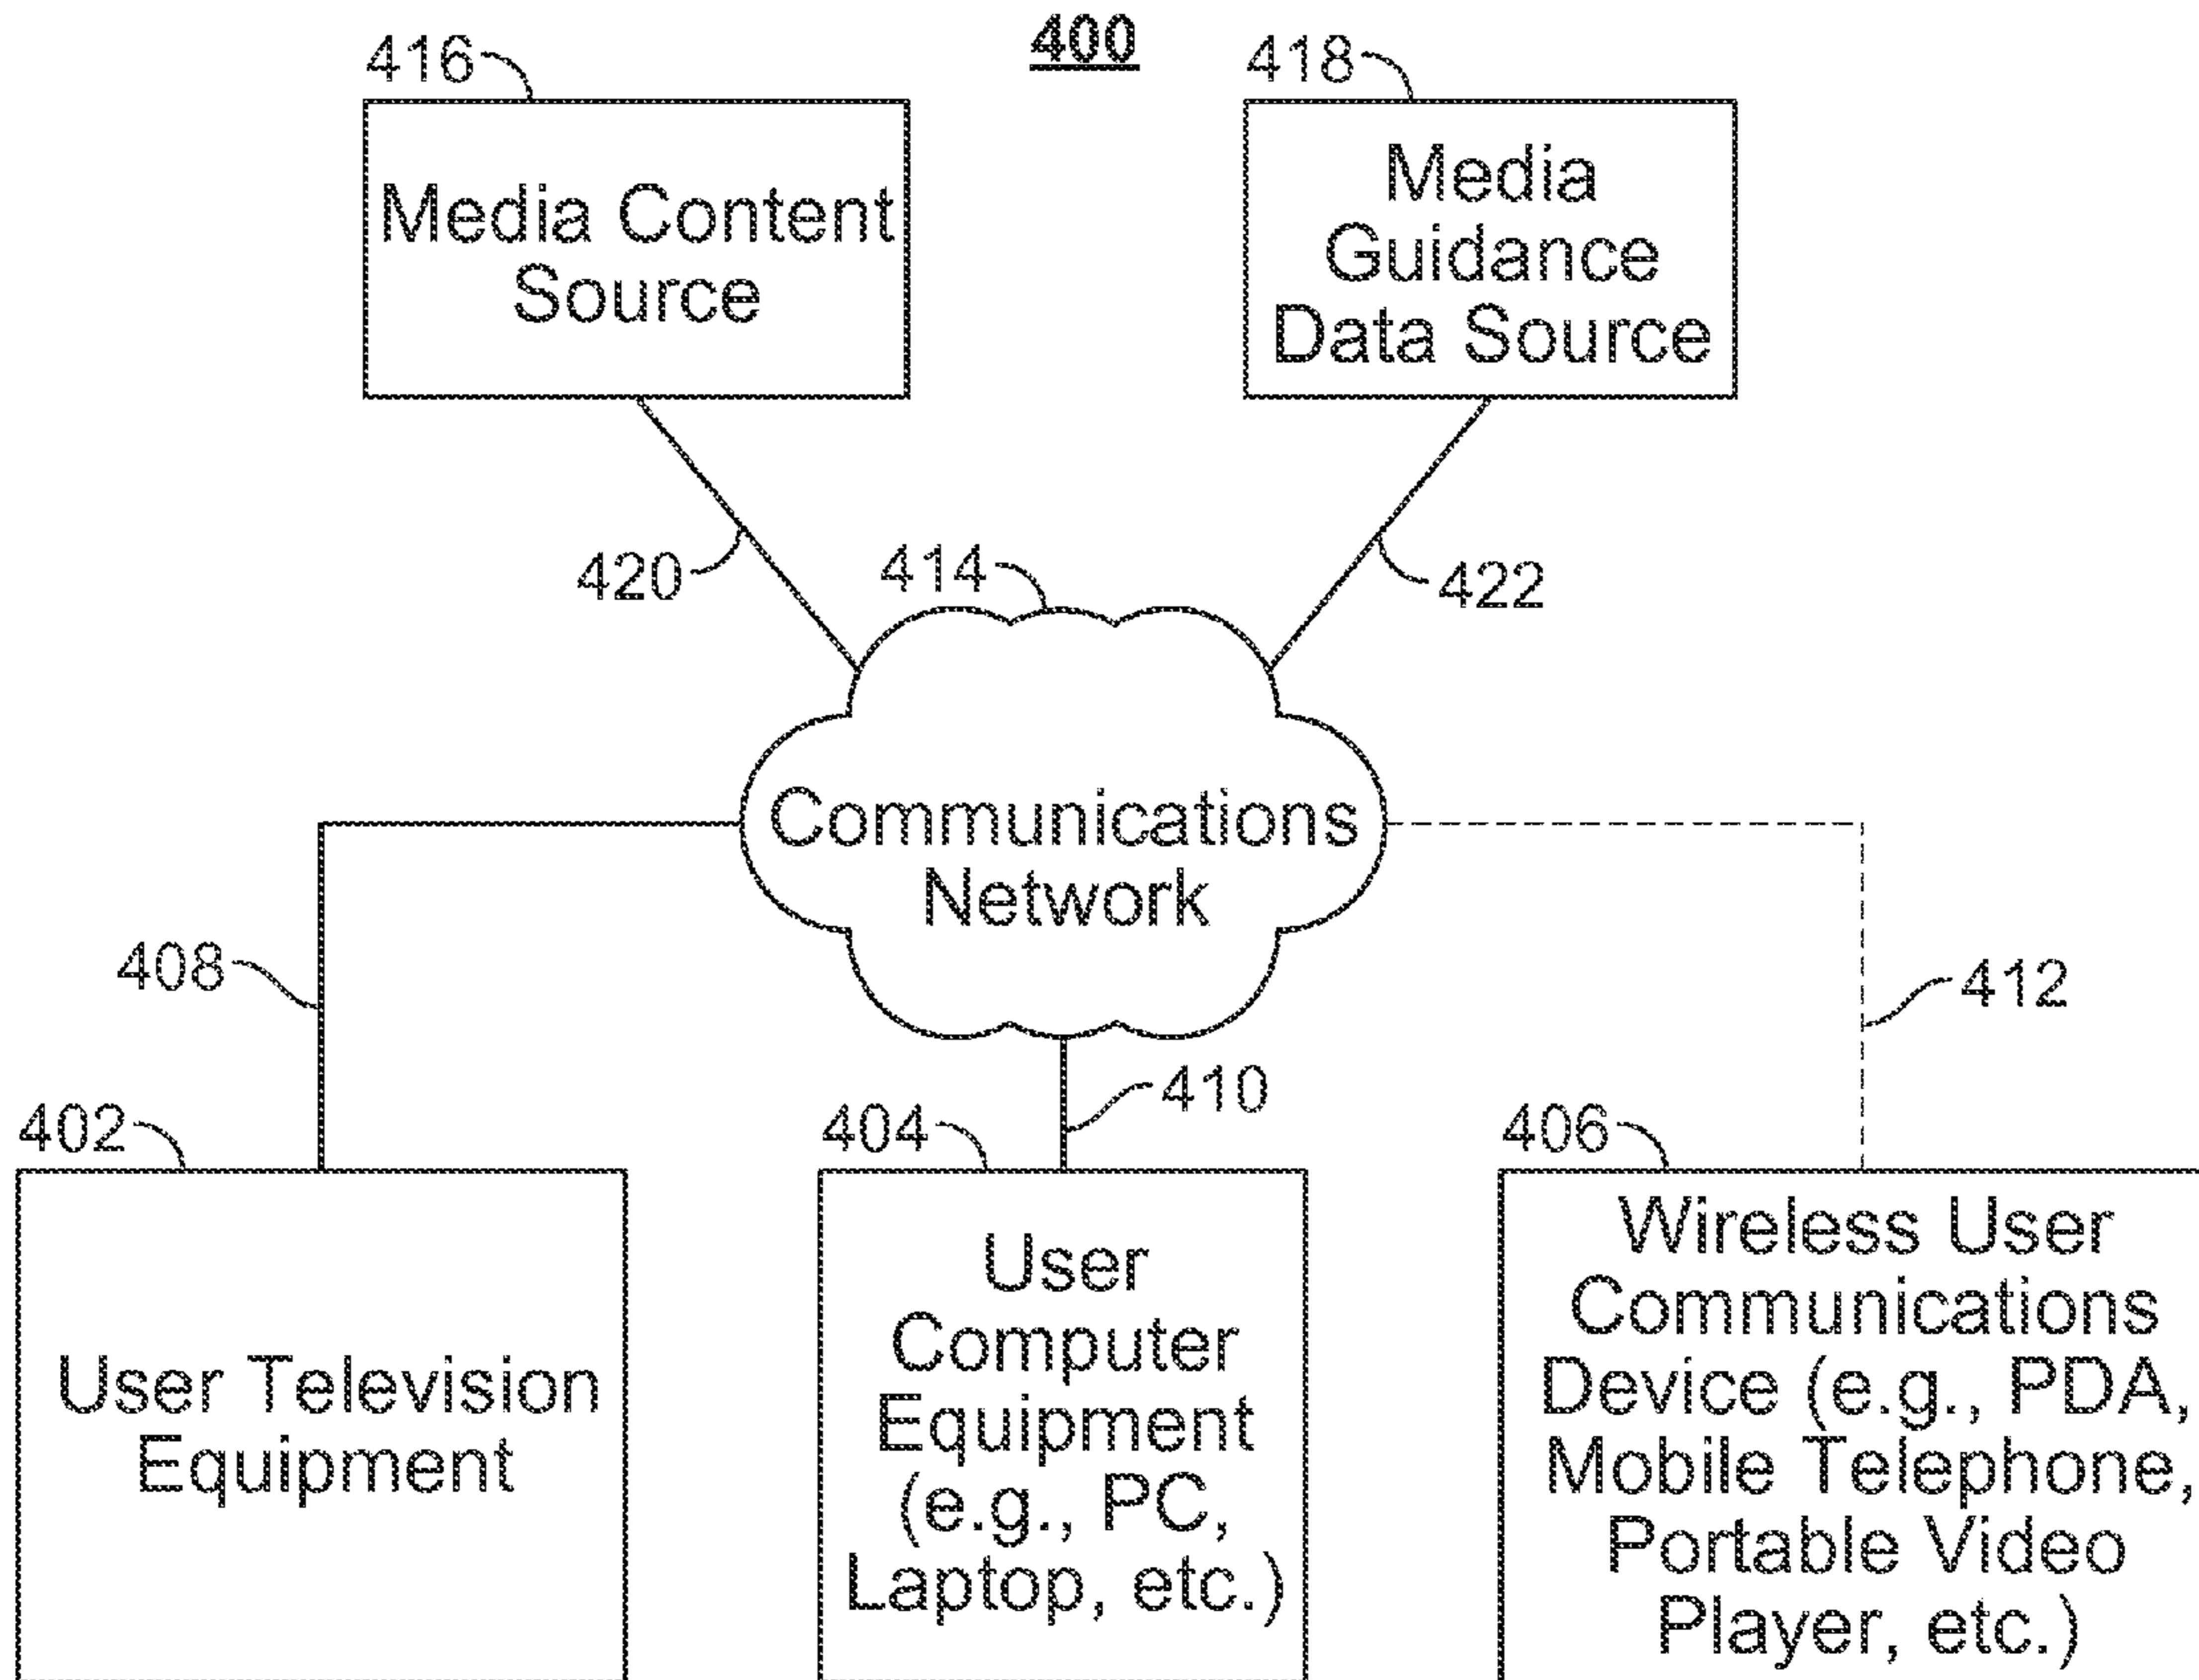 400
416
418
Media Content
Source
Media
Guidance
Data Source
420
414
422
Communications
Network
408
412
410
402
404
406
User Television
Equipment
User
Computer
Equipment
(e.g., PC,
Laptop, etc.)
Wireless User
Communications
Device (e.g., PDA,
Mobile Telephone,
Portable Video
Player, etc.)